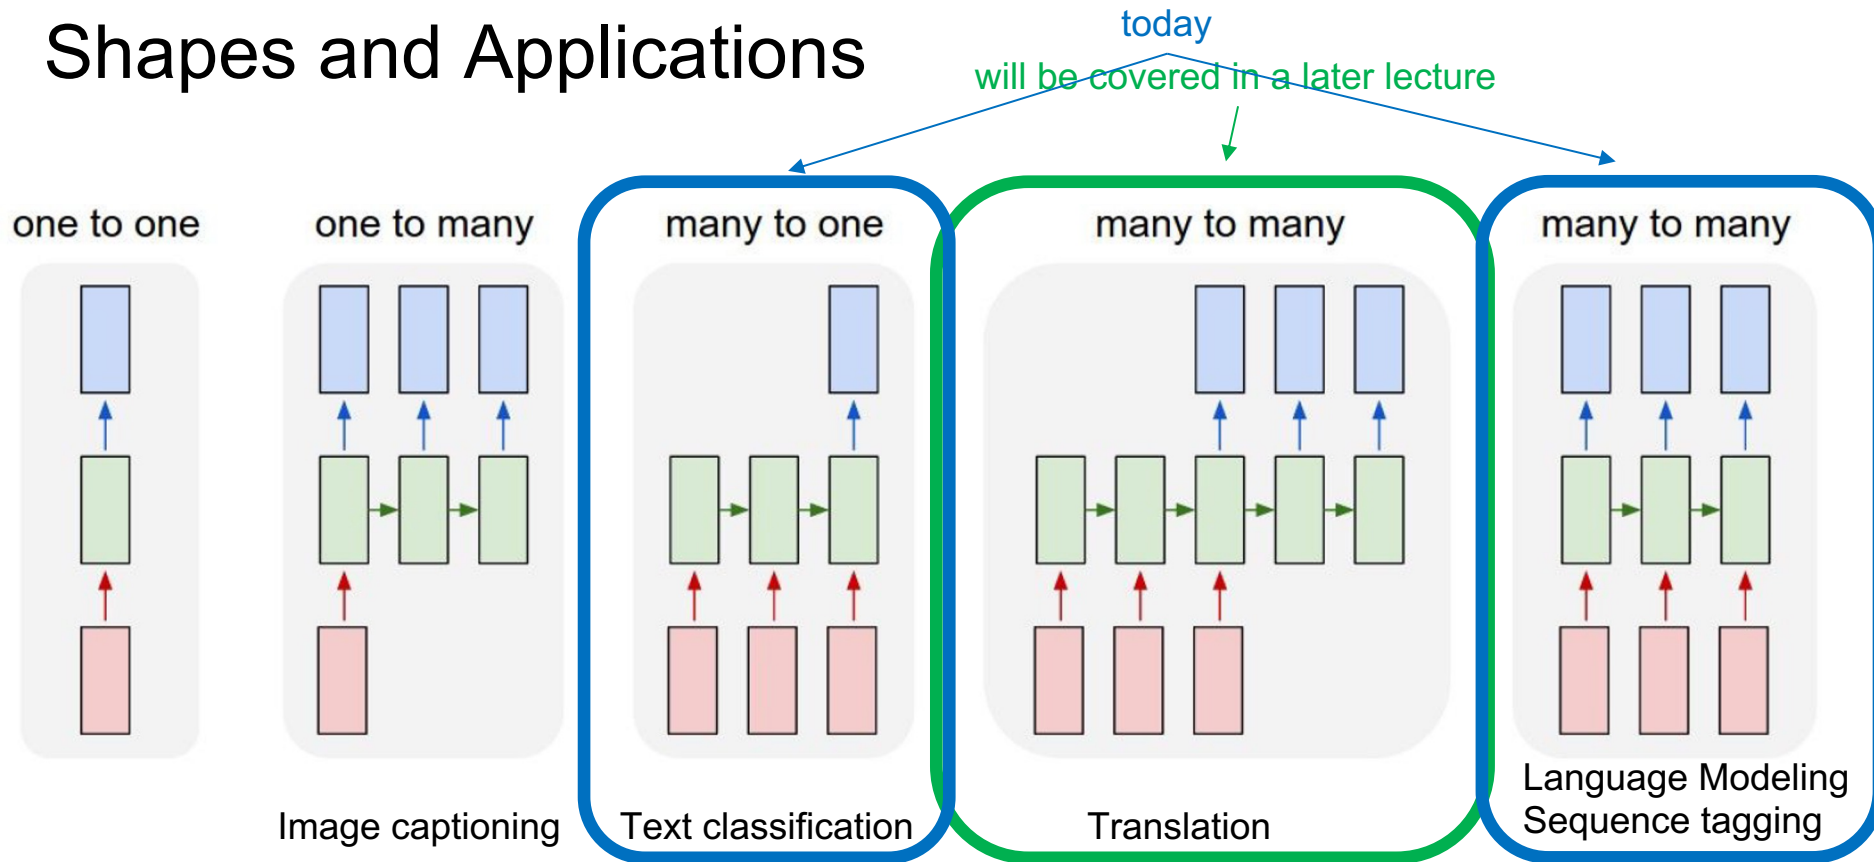 Shapes and Applications
today
will be covered in a later lecture
one to one
one to many
many to one
many to many
many to many
Image captioning
Text classification
Translation
Language Modeling
Sequence tagging